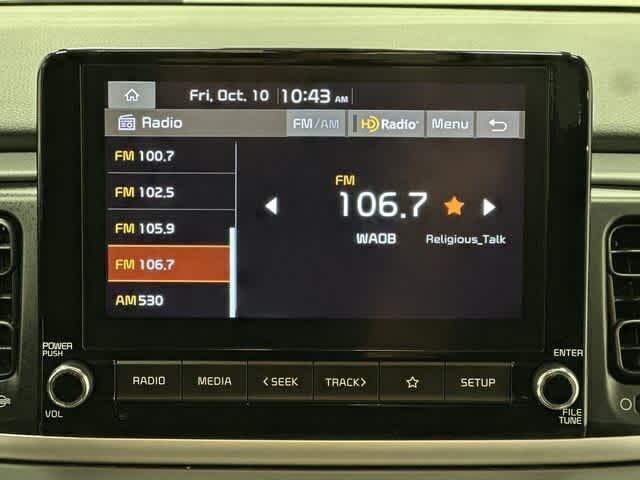 Fri, Oct. 10 10:43 AM
Radio FM/AM HD Radio Menu
FM 100.7
FM 102.5
FM 105.9
FM 106.7
AM 530
FM
106.7
WAOB Religious_Talk
POWER
PUSH
VOL
RADIO MEDIA <SEEK TRACK> SETUP
ENTER
FILE
TUNE